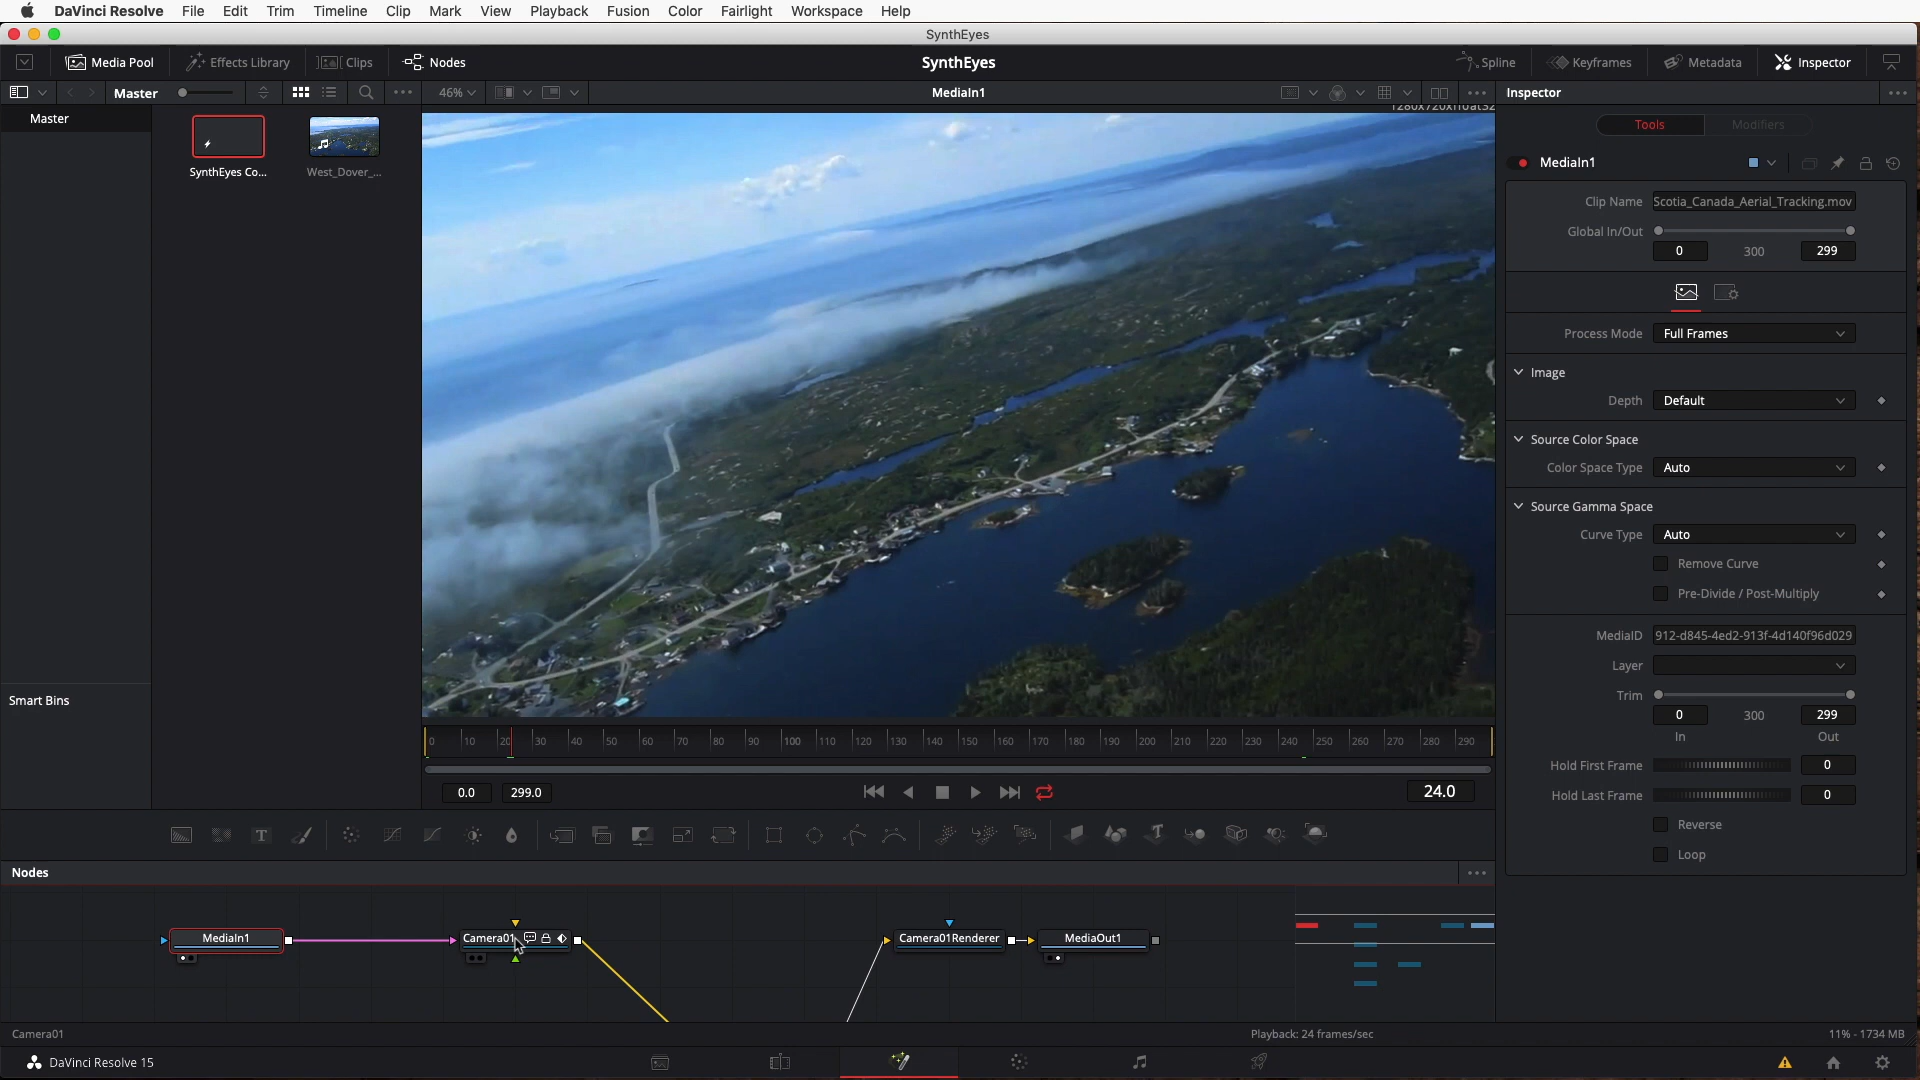 DaVinci Resolve File Edit Trim Timeline Clip Mark View Playback Fusion Color Fairlight Workspace Help
SynthEyes
Media Pool Effects Library Clips Nodes SynthEyes Spline Keyframes Metadata Inspector
Master 46% MediaIn1 Inspector
1280x720xfloat32
Master
SynthEyes Co... West_Dover_...
Tools Modifiers
MediaIn1
Clip Name Scotia_Canada_Aerial_Tracking.mov
Global In/Out
0 300 299
Process Mode Full Frames
Image
Depth Default
Source Color Space
Color Space Type Auto
Source Gamma Space
Curve Type Auto
Remove Curve
Pre-Divide / Post-Multiply
MediaID 912-d845-4ed2-913f-4d140f96d029
Layer
Trim
0 300 299
In Out
Hold First Frame 0
Hold Last Frame 0
Reverse
Loop
Smart Bins
0 10 20 30 40 50 60 70 80 90 100 110 120 130 140 150 160 170 180 190 200 210 220 230 240 250 260 270 280 290
0.0 299.0 24.0
T
Nodes
MediaIn1 Camera01 Camera01Renderer MediaOut1
Camera01 Playback: 24 frames/sec 11% - 1734 MB
DaVinci Resolve 15